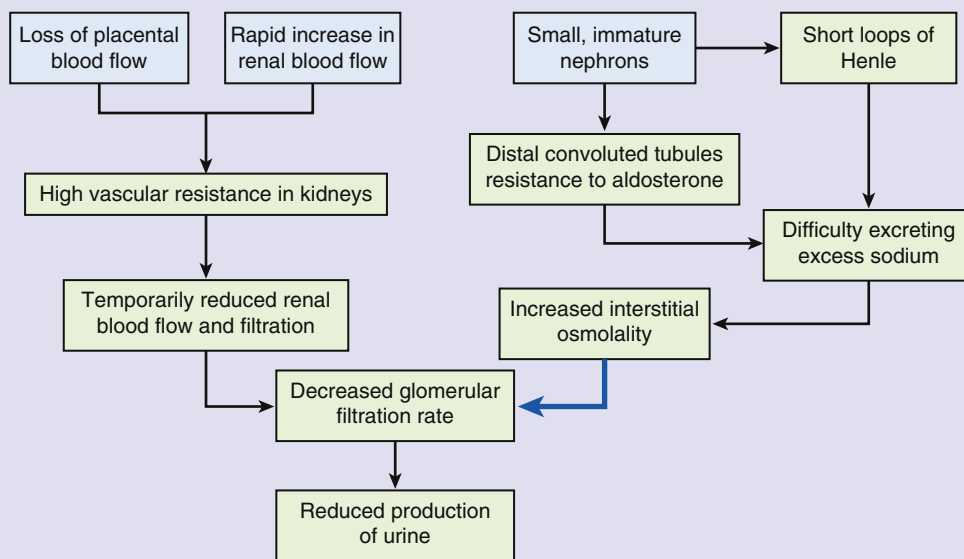 Loss of placental
blood flow
Rapid increase in
renal blood flow
Small, immature
nephrons
Short loops of
Henle
Distal convoluted tubules
resistance to aldosterone
High vascular resistance in kidneys
Difficulty excreting
excess sodium
Temporarily reduced renal
blood flow and filtration
Increased interstitial
osmolality
Decreased glomerular
filtration rate
Reduced production
of urine